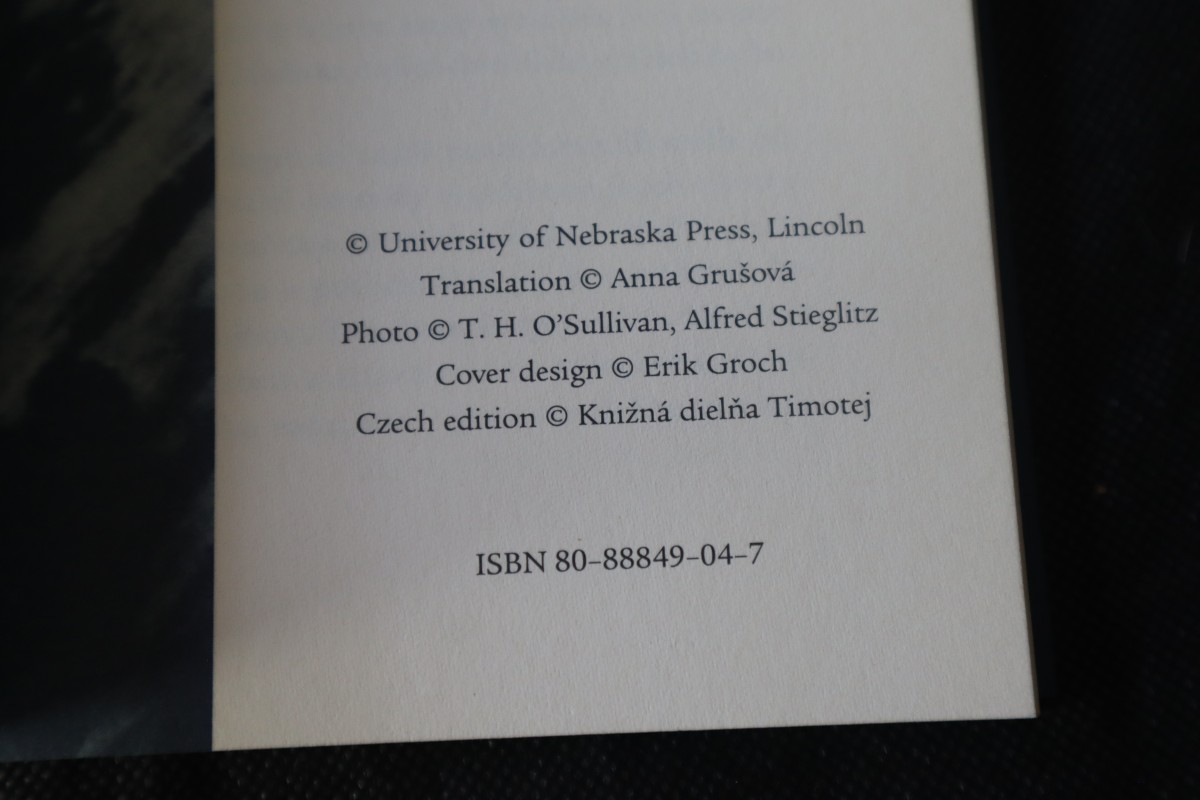 © University of Nebraska Press, Lincoln
Translation © Anna Grušová
Photo © T. H. O’Sullivan, Alfred Stieglitz
Cover design © Erik Groch
Czech edition © Knižná dielňa Timotej
ISBN 80–88849–04–7